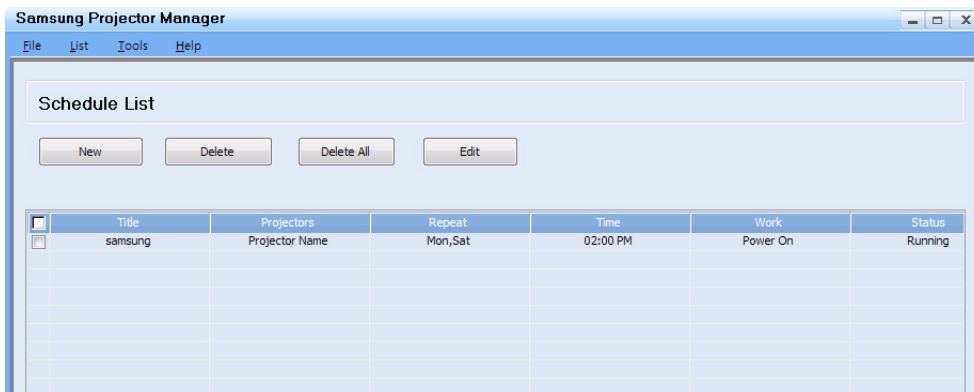 Samsung Projector Manager
File List Tools Help
Schedule List
New Delete Delete All Edit
Title Projectors Repeat Time Work Status
samsung Projector Name Mon,Sat 02:00 PM Power On Running